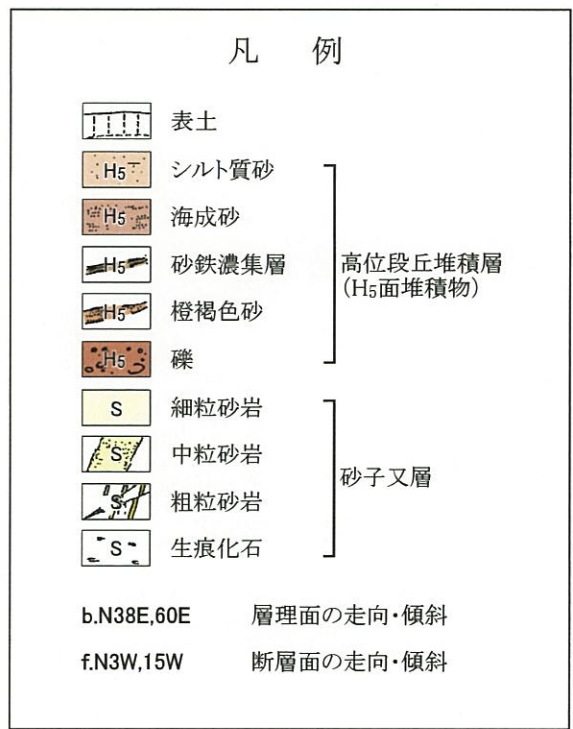 凡 例
表土
H5 シルト質砂
H5 海成砂
H5 砂鉄濃集層
高位段丘堆積層
(H5面堆積物)
H5 橙褐色砂
H5 礫
S 細粒砂岩
S 中粒砂岩
砂子又層
S 粗粒砂岩
S 生痕化石
b.N38E,60E 層理面の走向・傾斜
f.N3W,15W 断層面の走向・傾斜